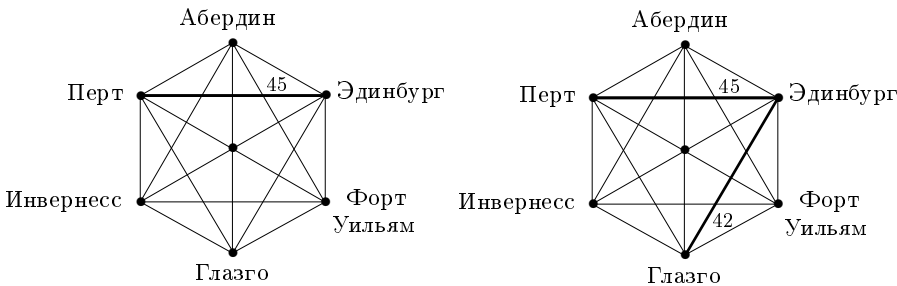 Абердин
Перт
45
Эдинбург
Инвернесс
Форт
Уильям
Глазго
Абердин
Перт
45
Эдинбург
Инвернесс
42
Форт
Уильям
Глазго